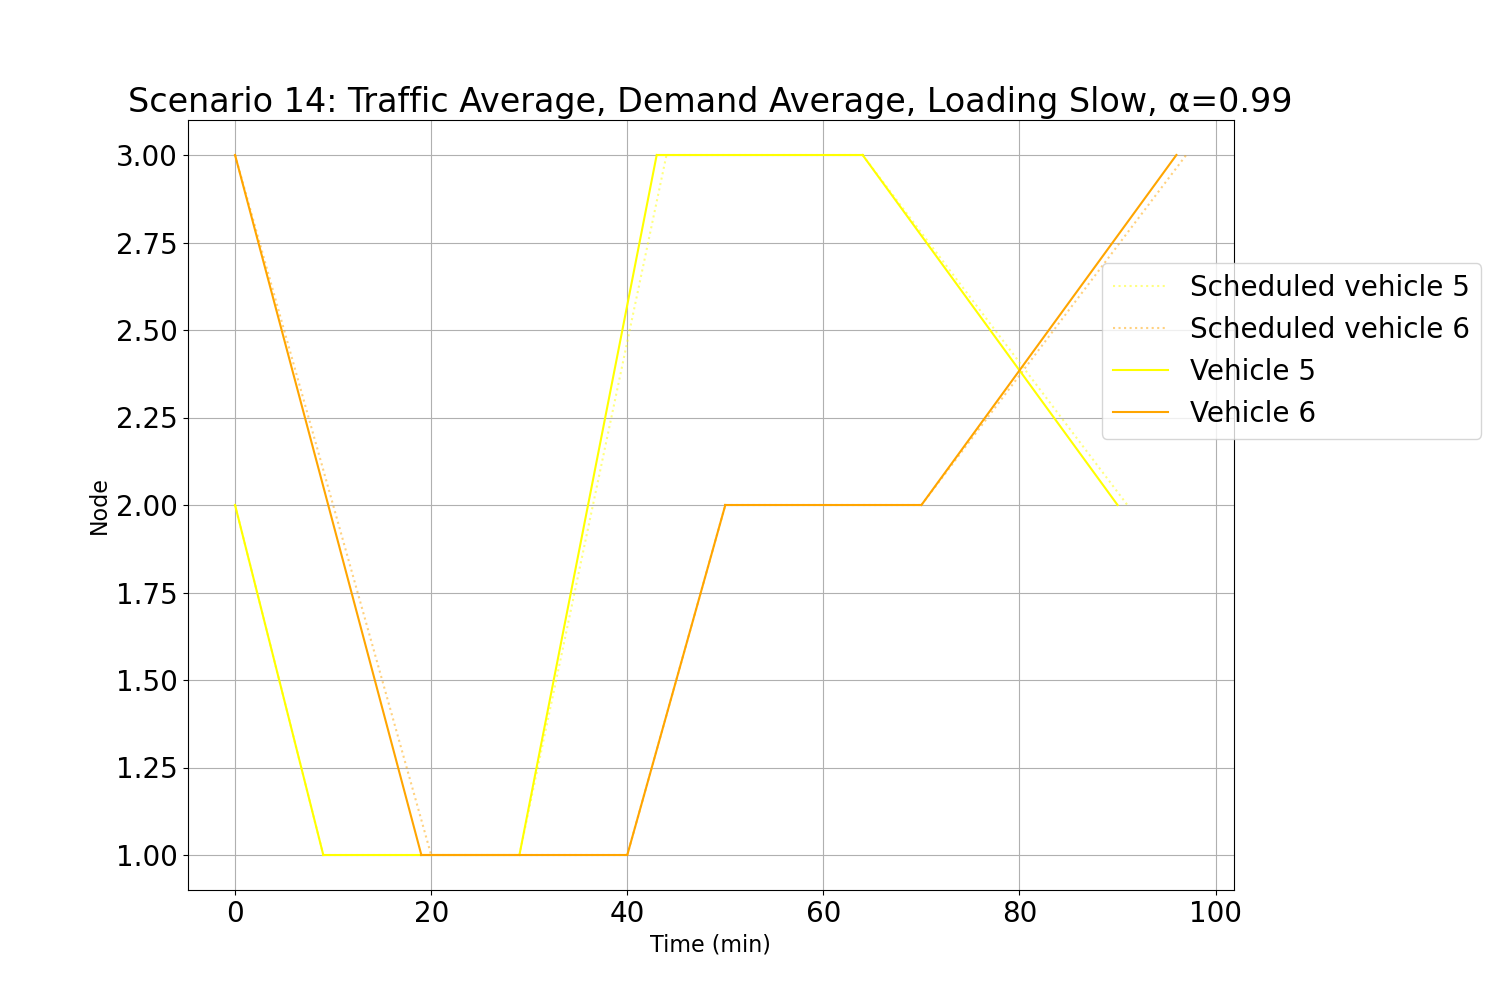 Scenario 14: Traffic Average, Demand Average, Loading Slow, α=0.99
3.00
2.75
2.50
2.25
2.00
1.75
1.50
1.25
1.00
Node
0 20 40 60 80 100
Time (min)
Scheduled vehicle 5
Scheduled vehicle 6
Vehicle 5
Vehicle 6